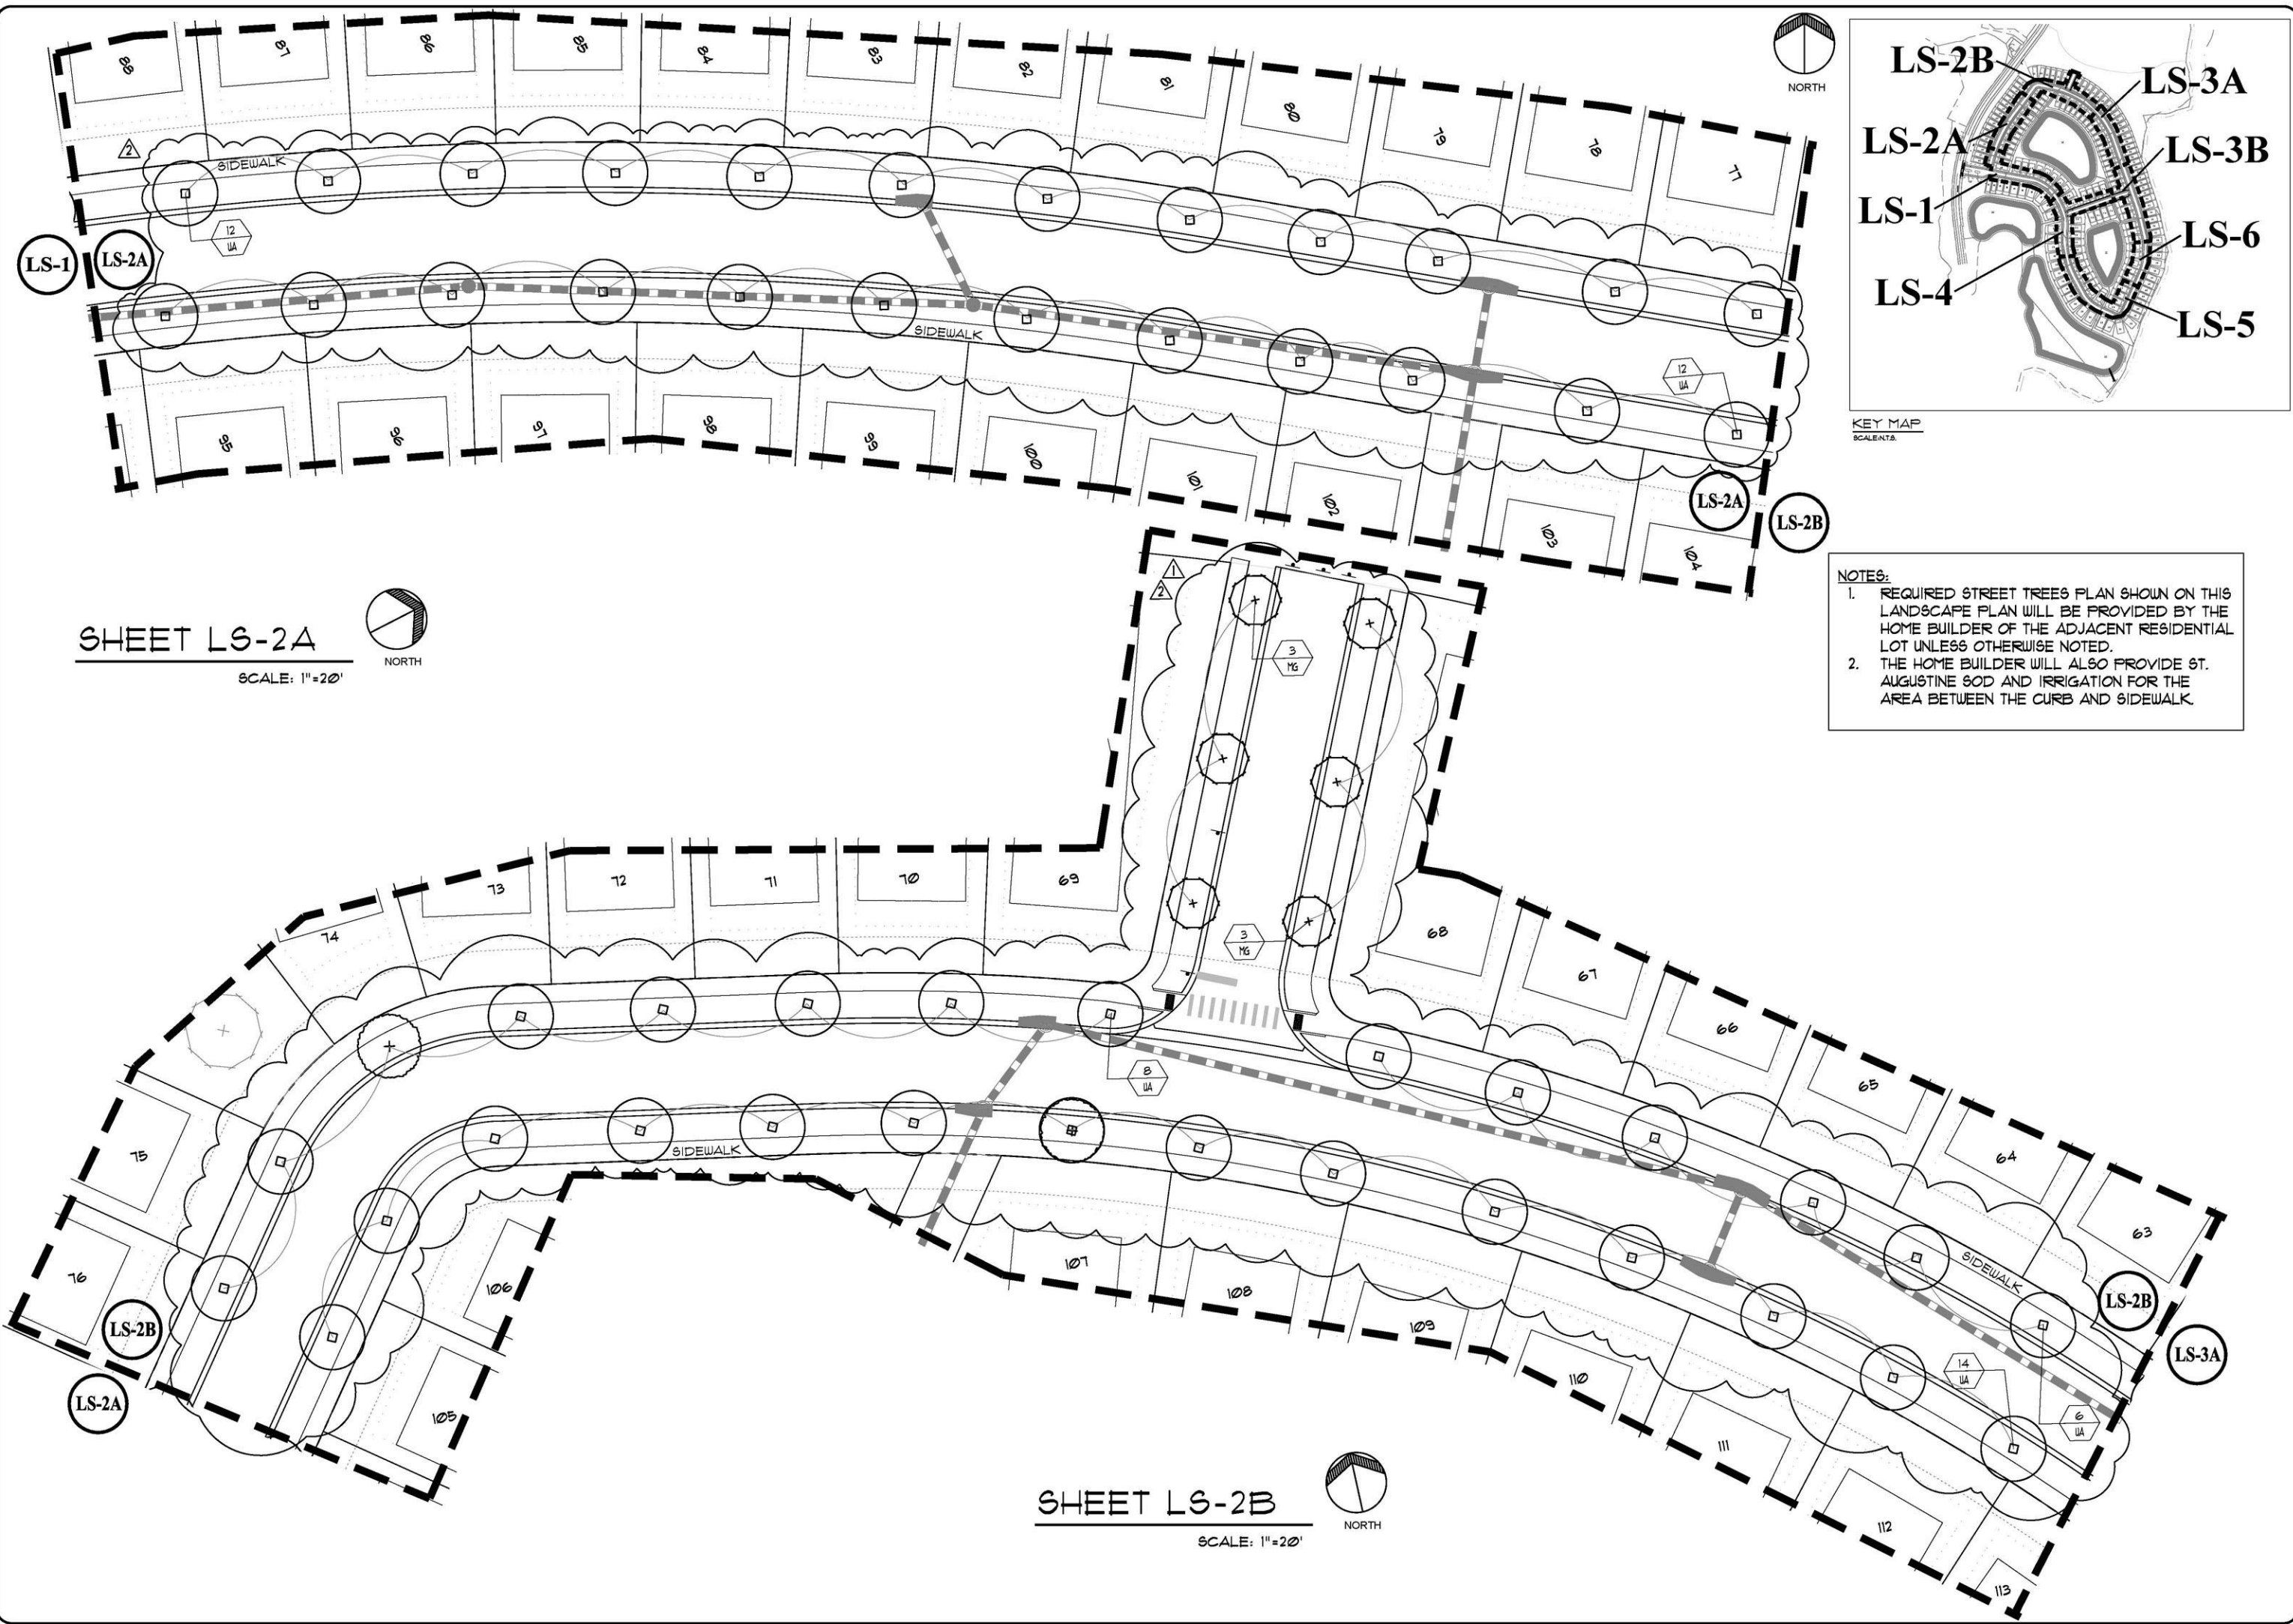 88
87
86
85
84
83
82
81
80
79
78
77
2
SIDEWALK
12
UA
LS-1
LS-2A
SIDEWALK
12
UA
95
96
97
98
99
100
101
102
103
104
LS-2A
LS-2B
NORTH
LS-2B
LS-3A
LS-2A
LS-3B
LS-1
LS-6
LS-4
LS-5
KEY MAP
SCALE:N.T.S.
NOTES:
1. REQUIRED STREET TREES PLAN SHOWN ON THIS
LANDSCAPE PLAN WILL BE PROVIDED BY THE
HOME BUILDER OF THE ADJACENT RESIDENTIAL
LOT UNLESS OTHERWISE NOTED.
2. THE HOME BUILDER WILL ALSO PROVIDE ST.
AUGUSTINE SOD AND IRRIGATION FOR THE
AREA BETWEEN THE CURB AND SIDEWALK.
SHEET LS-2A
SCALE: 1"=20'
NORTH
1
2
3
MG
3
MG
74
73
72
71
70
69
68
67
66
65
64
63
75
76
8
UA
SIDEWALK
SIDEWALK
106
105
107
108
109
110
111
112
113
14
UA
6
UA
LS-2B
LS-2A
LS-2B
LS-3A
SHEET LS-2B
SCALE: 1"=20'
NORTH